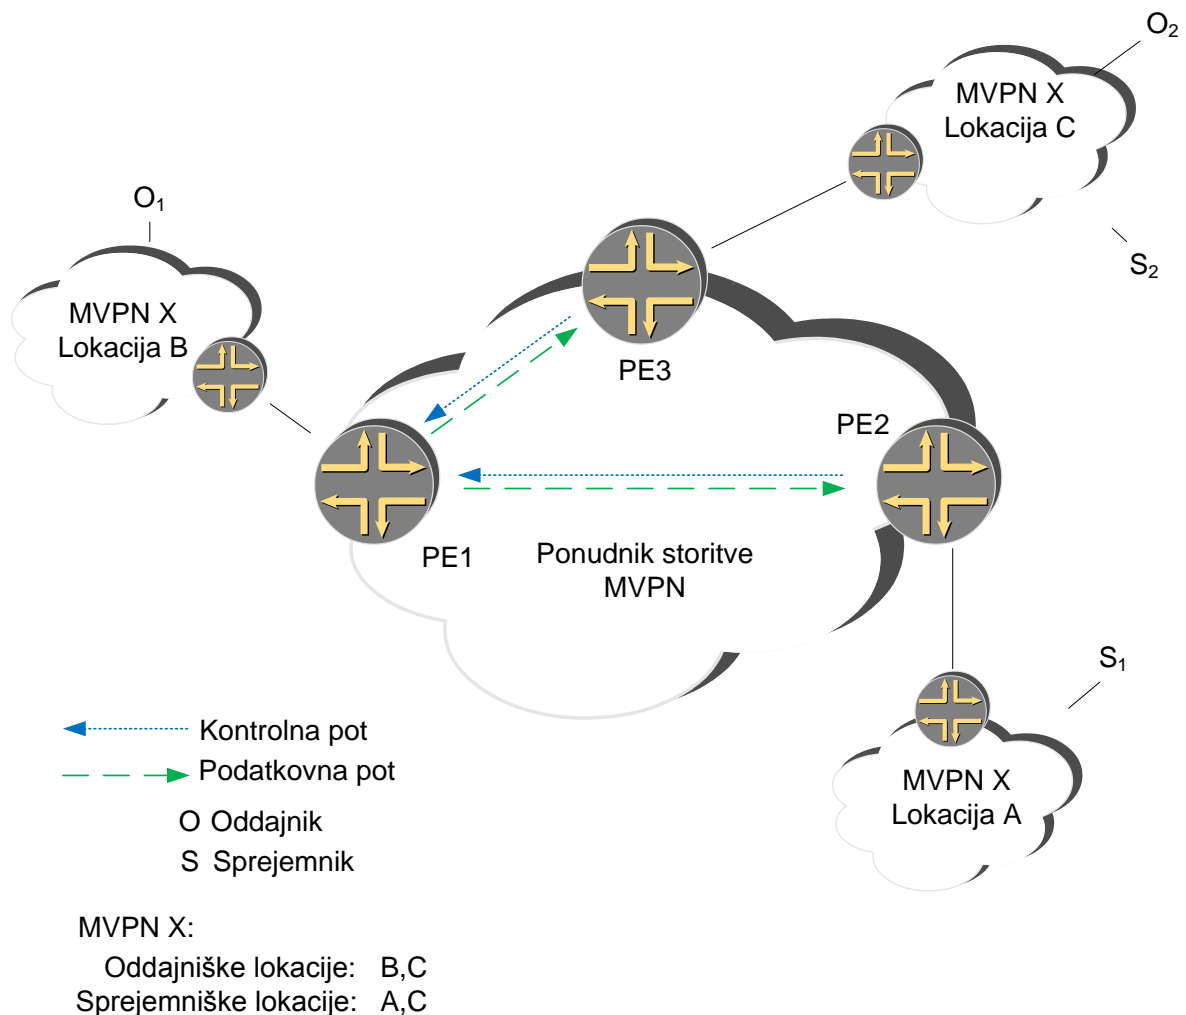 O₂
MVPN X
Lokacija C
S₂
O₁
MVPN X
Lokacija B
PE3
PE2
PE1
Ponudnik storitve
MVPN
S₁
MVPN X
Lokacija A
Kontrolna pot
Podatkovna pot
O Oddajnik
S Sprejemnik
MVPN X:
Oddajniške lokacije: B,C
Sprejemniške lokacije: A,C